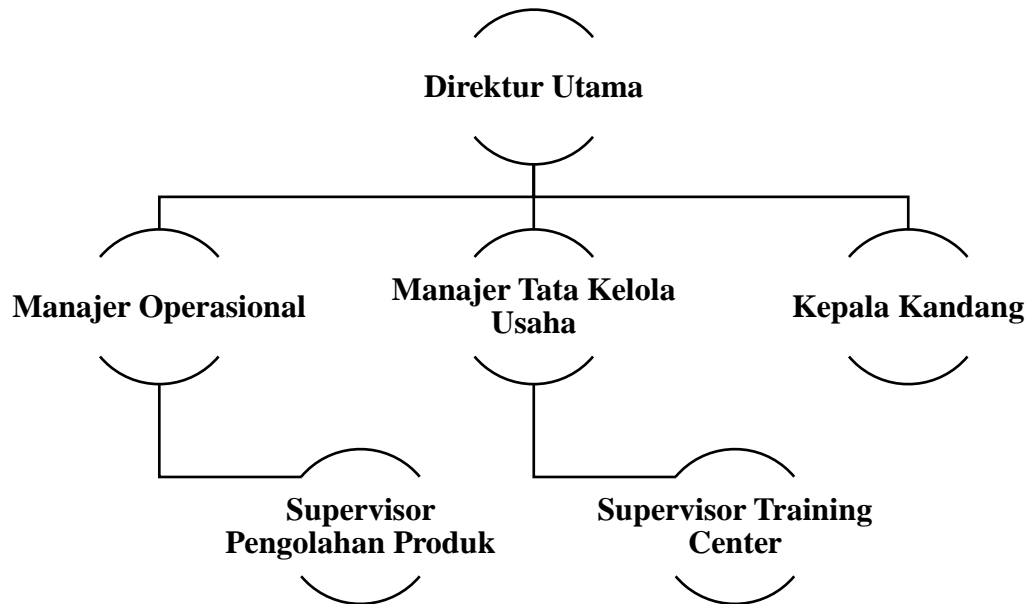 Direktur Utama
Manajer Operasional
Manajer Tata Kelola
Usaha
Kepala Kandang
Supervisor
Pengolahan Produk
Supervisor Training
Center